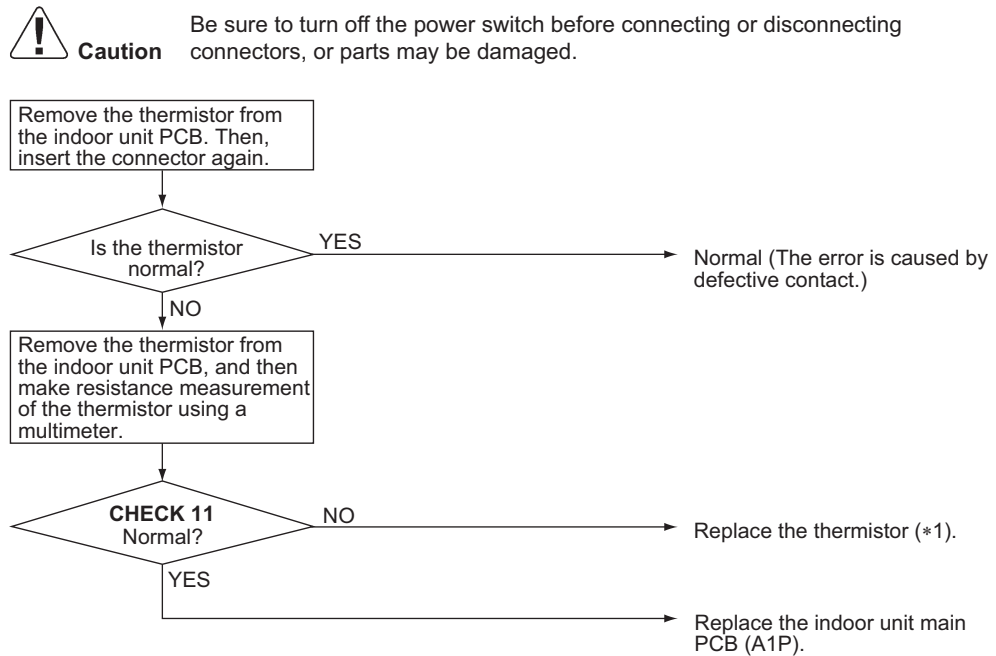 Be sure to turn off the power switch before connecting or disconnecting
Caution connectors, or parts may be damaged.
Remove the thermistor from
the indoor unit PCB. Then,
insert the connector again.
Is the thermistor
normal?
YES
Normal (The error is caused by
defective contact.)
NO
Remove the thermistor from
the indoor unit PCB, and then
make resistance measurement
of the thermistor using a
multimeter.
CHECK 11
Normal?
NO
Replace the thermistor (*1).
YES
Replace the indoor unit main
PCB (A1P).